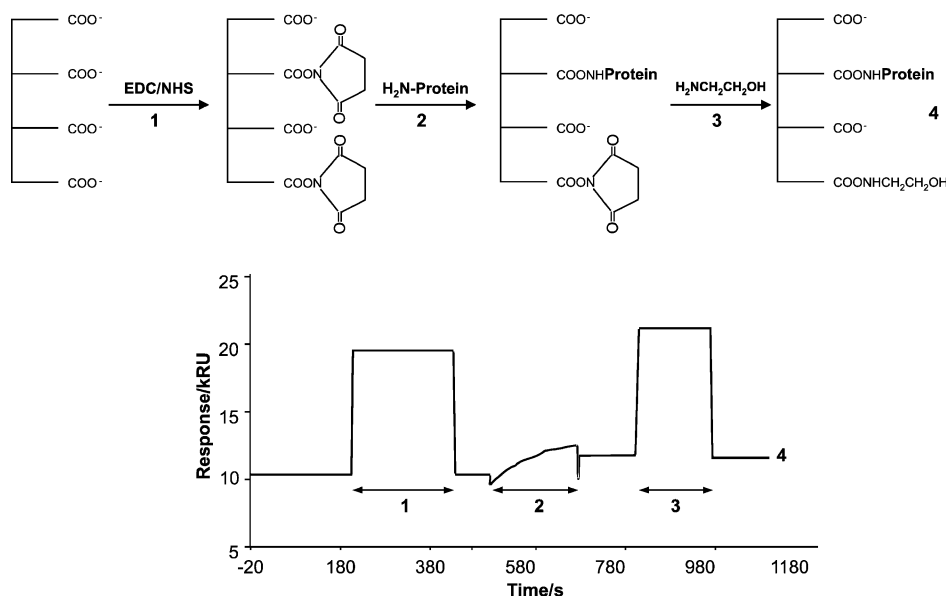 COO⁻ COO⁻ COO⁻ COO⁻
O
COO⁻ EDC/NHS COON H₂N-Protein COONHProtein H₂NCH₂CH₂OH COONHProtein
1 O 2 3 4
COO⁻ COO⁻ O COO⁻ O COO⁻
COO⁻ COON COON COONHCH₂CH₂OH
O O
25
20
15
10
5
Response/kRU
4
1 2 3
-20 180 380 580 780 980 1180
Time/s